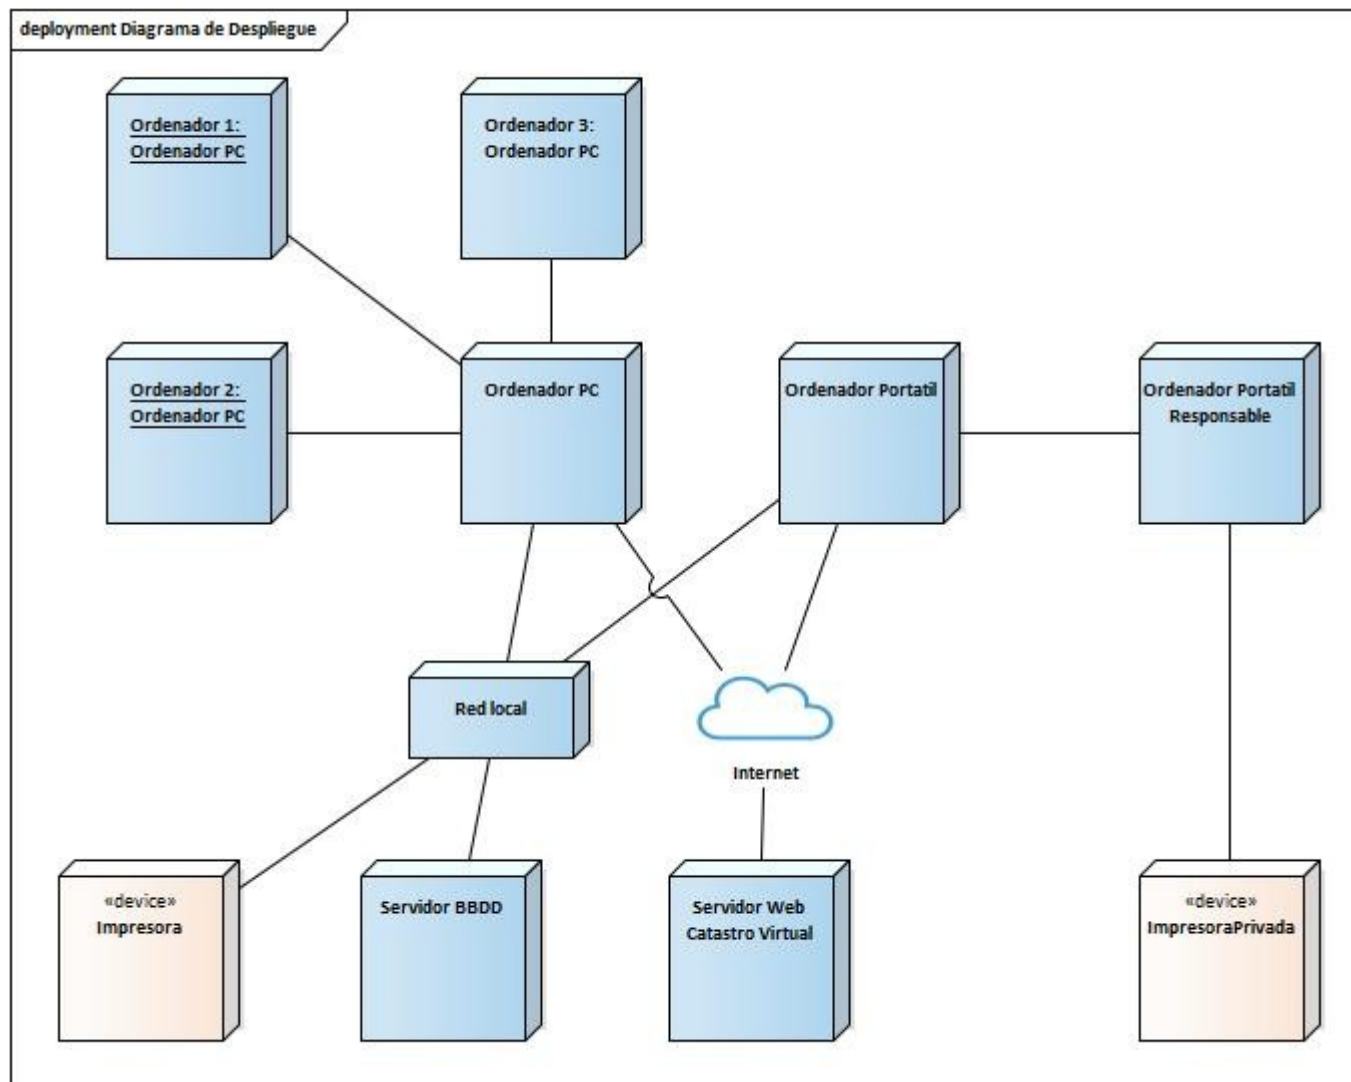 deployment Diagrama de Despliegue
Ordenador 1:
Ordenador PC
Ordenador 3:
Ordenador PC
Ordenador 2:
Ordenador PC
Ordenador PC
Ordenador Portatil
Ordenador Portatil
Responsable
Red local
Internet
«device»
Impresora
Servidor BBDD
Servidor Web
Catastro Virtual
«device»
ImpresoraPrivada